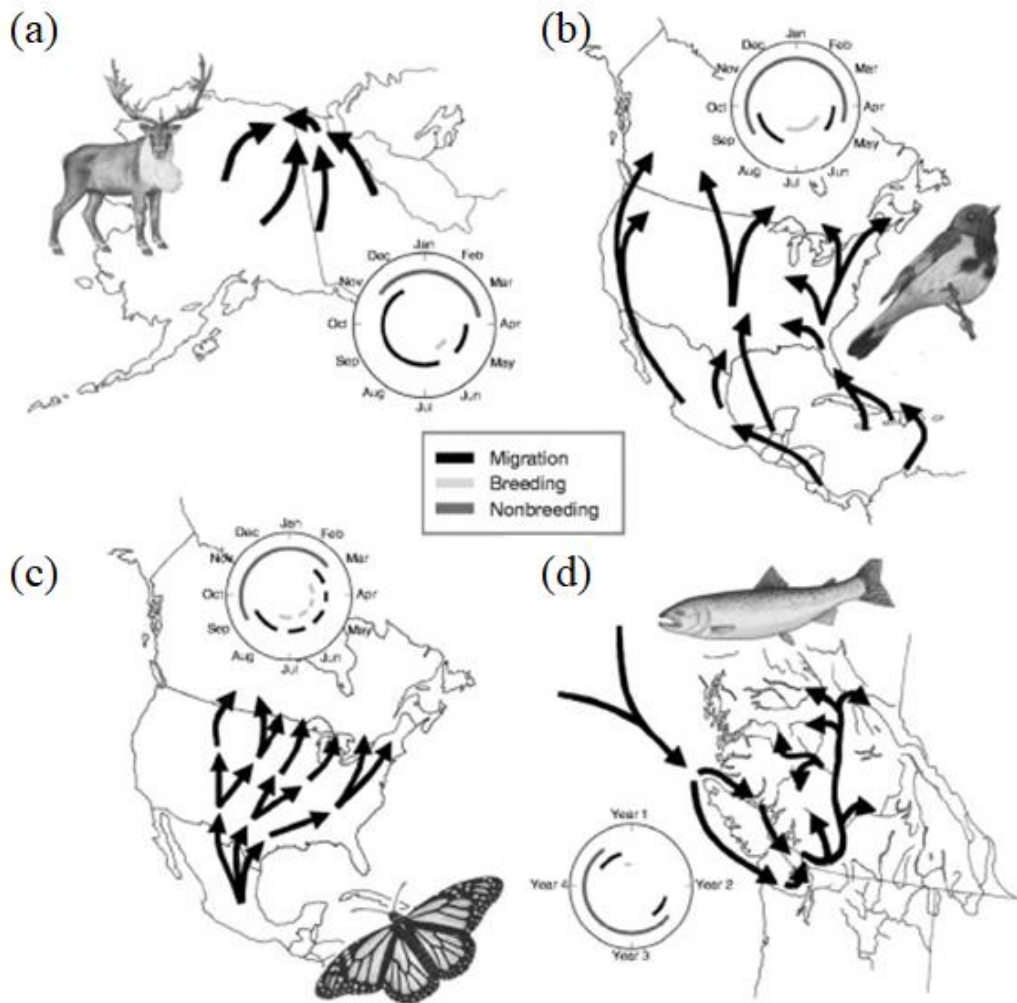 (a)
Jan
Feb
Mar
Apr
May
Jun
Jul
Aug
Sep
Oct
Nov
Dec
(b)
Jan
Feb
Mar
Apr
May
Jun
Jul
Aug
Sep
Oct
Nov
Dec
Migration
Breeding
Nonbreeding
(c)
Jan
Feb
Mar
Apr
May
Jun
Jul
Aug
Sep
Oct
Nov
Dec
(d)
Year 1
Year 2
Year 3
Year 4